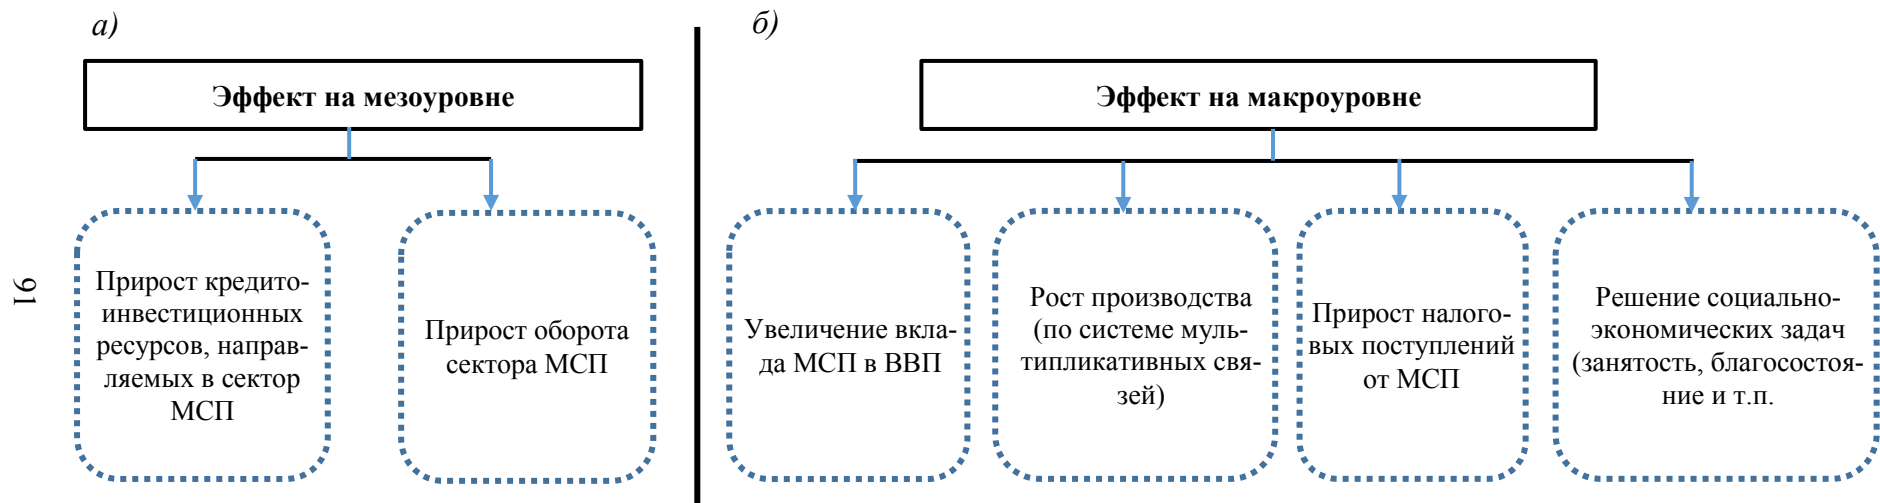 а)
Эффект на мезоуровне
Прирост кредито-
инвестиционных
ресурсов, направ-
ляемых в сектор
МСП
Прирост оборота
сектора МСП
б)
Эффект на макроуровне
Увеличение вкла-
да МСП в ВВП
Рост производства
(по системе муль-
типликативных свя-
зей)
Прирост налого-
вых поступлений
от МСП
Решение социально-
экономических задач
(занятость, благосостоя-
ние и т.п.
91